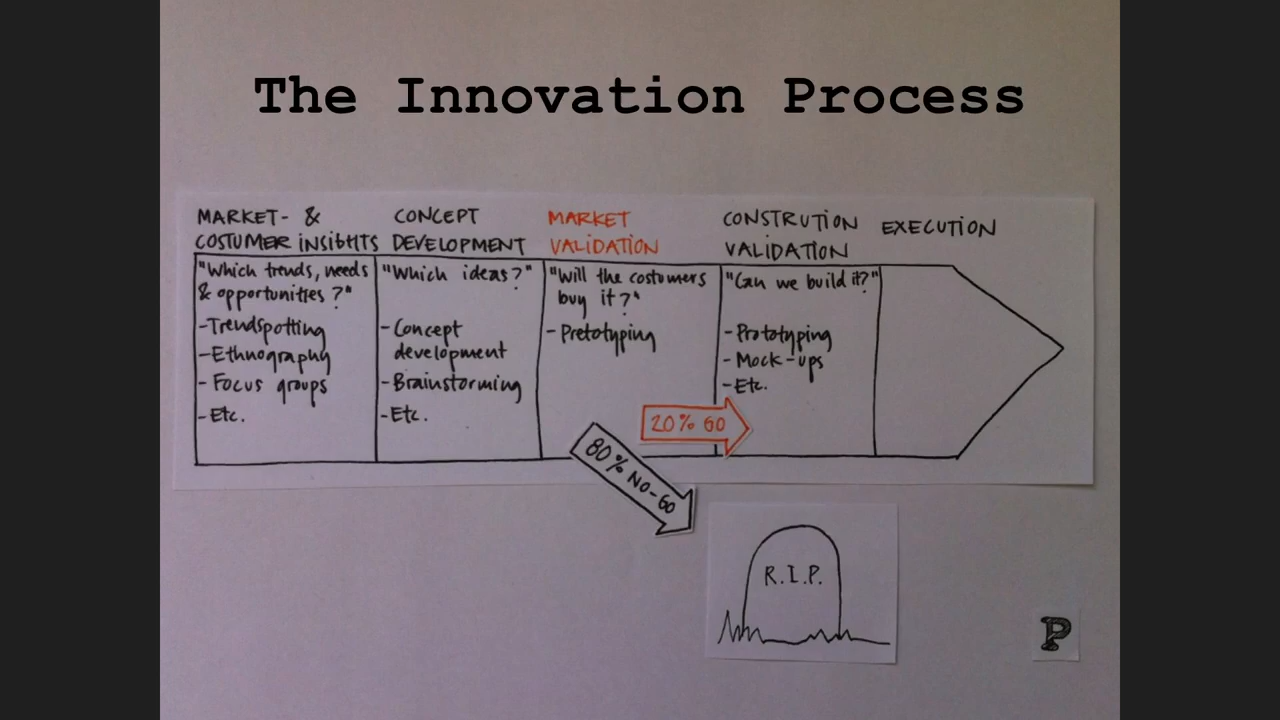 The Innovation Process
MARKET- &
COSTUMER INSIGHTS
"Which trends, needs
& opportunities?"
-Trendspotting
-Ethnography
- Focus groups
-Etc.
CONCEPT
DEVELOPMENT
"Which ideas?"
-Concept
development
-Brainstorming
-Etc.
MARKET
VALIDATION
"Will the costumers
buy it?"
- Pretotyping
CONSTRUTION
VALIDATION
"Can we build it?"
-Prototyping
-Mock-ups
-Etc.
EXECUTION
20% GO
80% NO-GO
R.I.P.
P